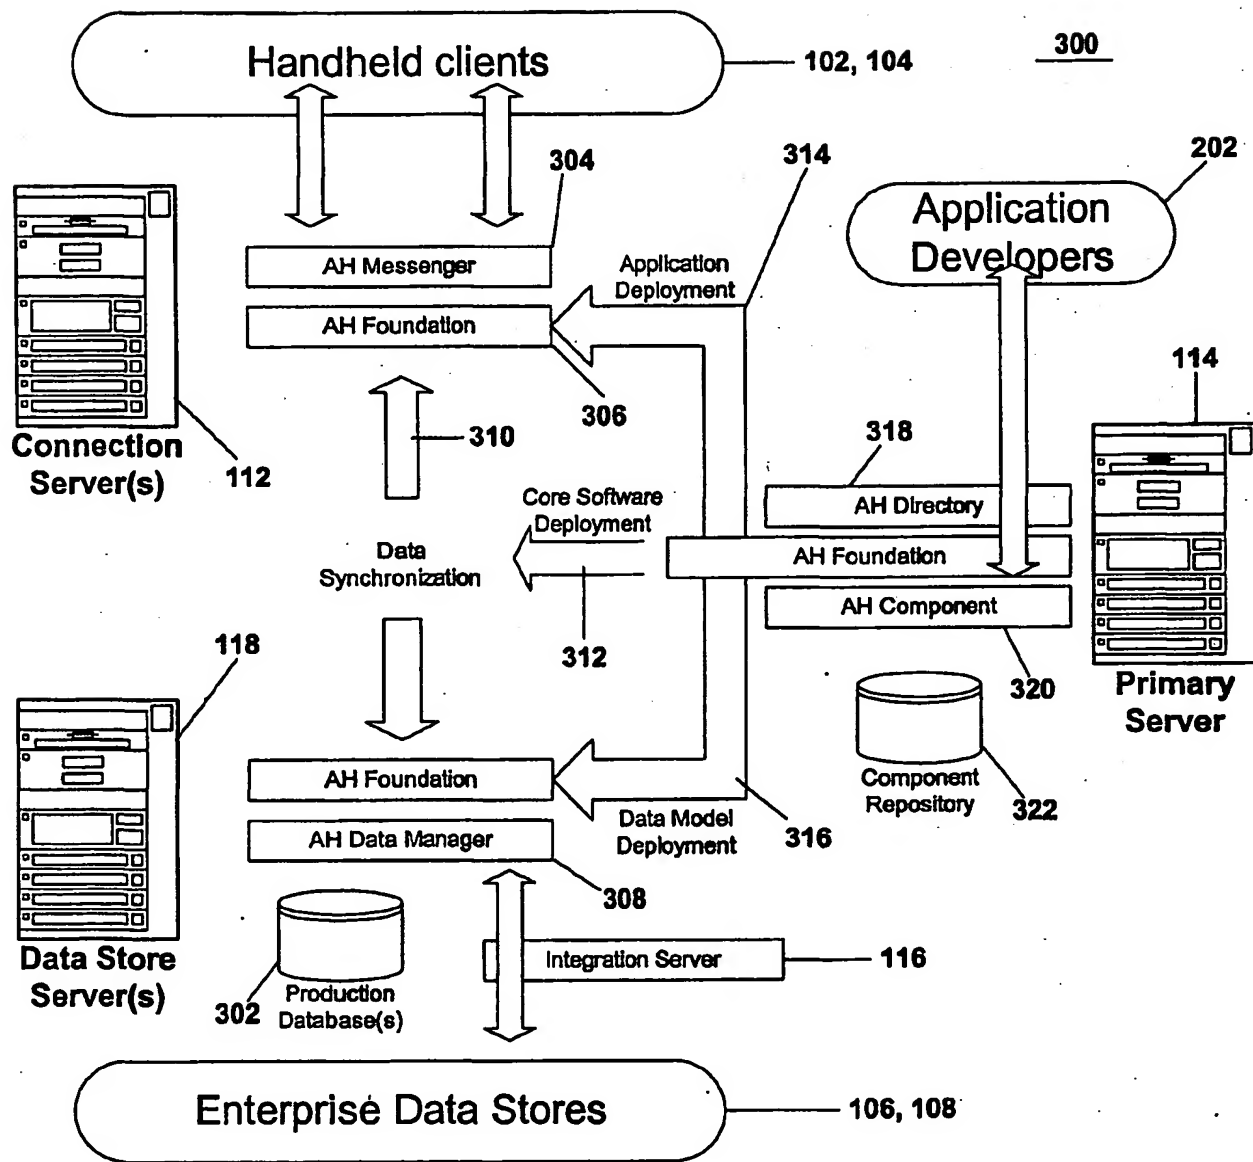 Handheld clients
102, 104
300
304
314
202
Application
Developers
AH Messenger
Application
Deployment
AH Foundation
306
114
Connection
Server(s)
112
310
318
Core Software
Deployment
AH Directory
Data
Synchronization
AH Foundation
312
AH Component
118
320
Primary
Server
AH Foundation
Component
Repository
322
Data Model
Deployment
316
AH Data Manager
308
Data Store
Server(s)
Integration Server
116
302
Production
Database(s)
Enterprise Data Stores
106, 108